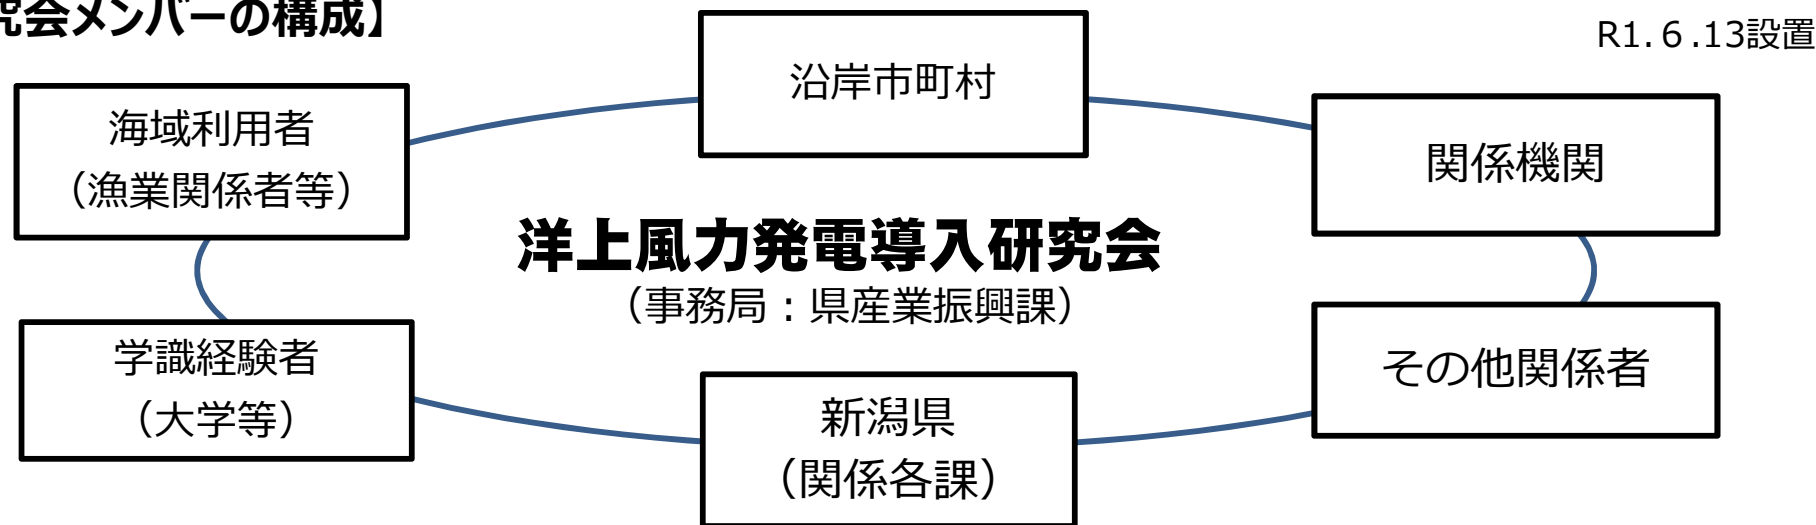 究会メンバーの構成】
R1.６.13設置
沿岸市町村
海域利用者
（漁業関係者等）
関係機関
洋上風力発電導入研究会
（事務局：県産業振興課）
学識経験者
（大学等）
その他関係者
新潟県
（関係各課）